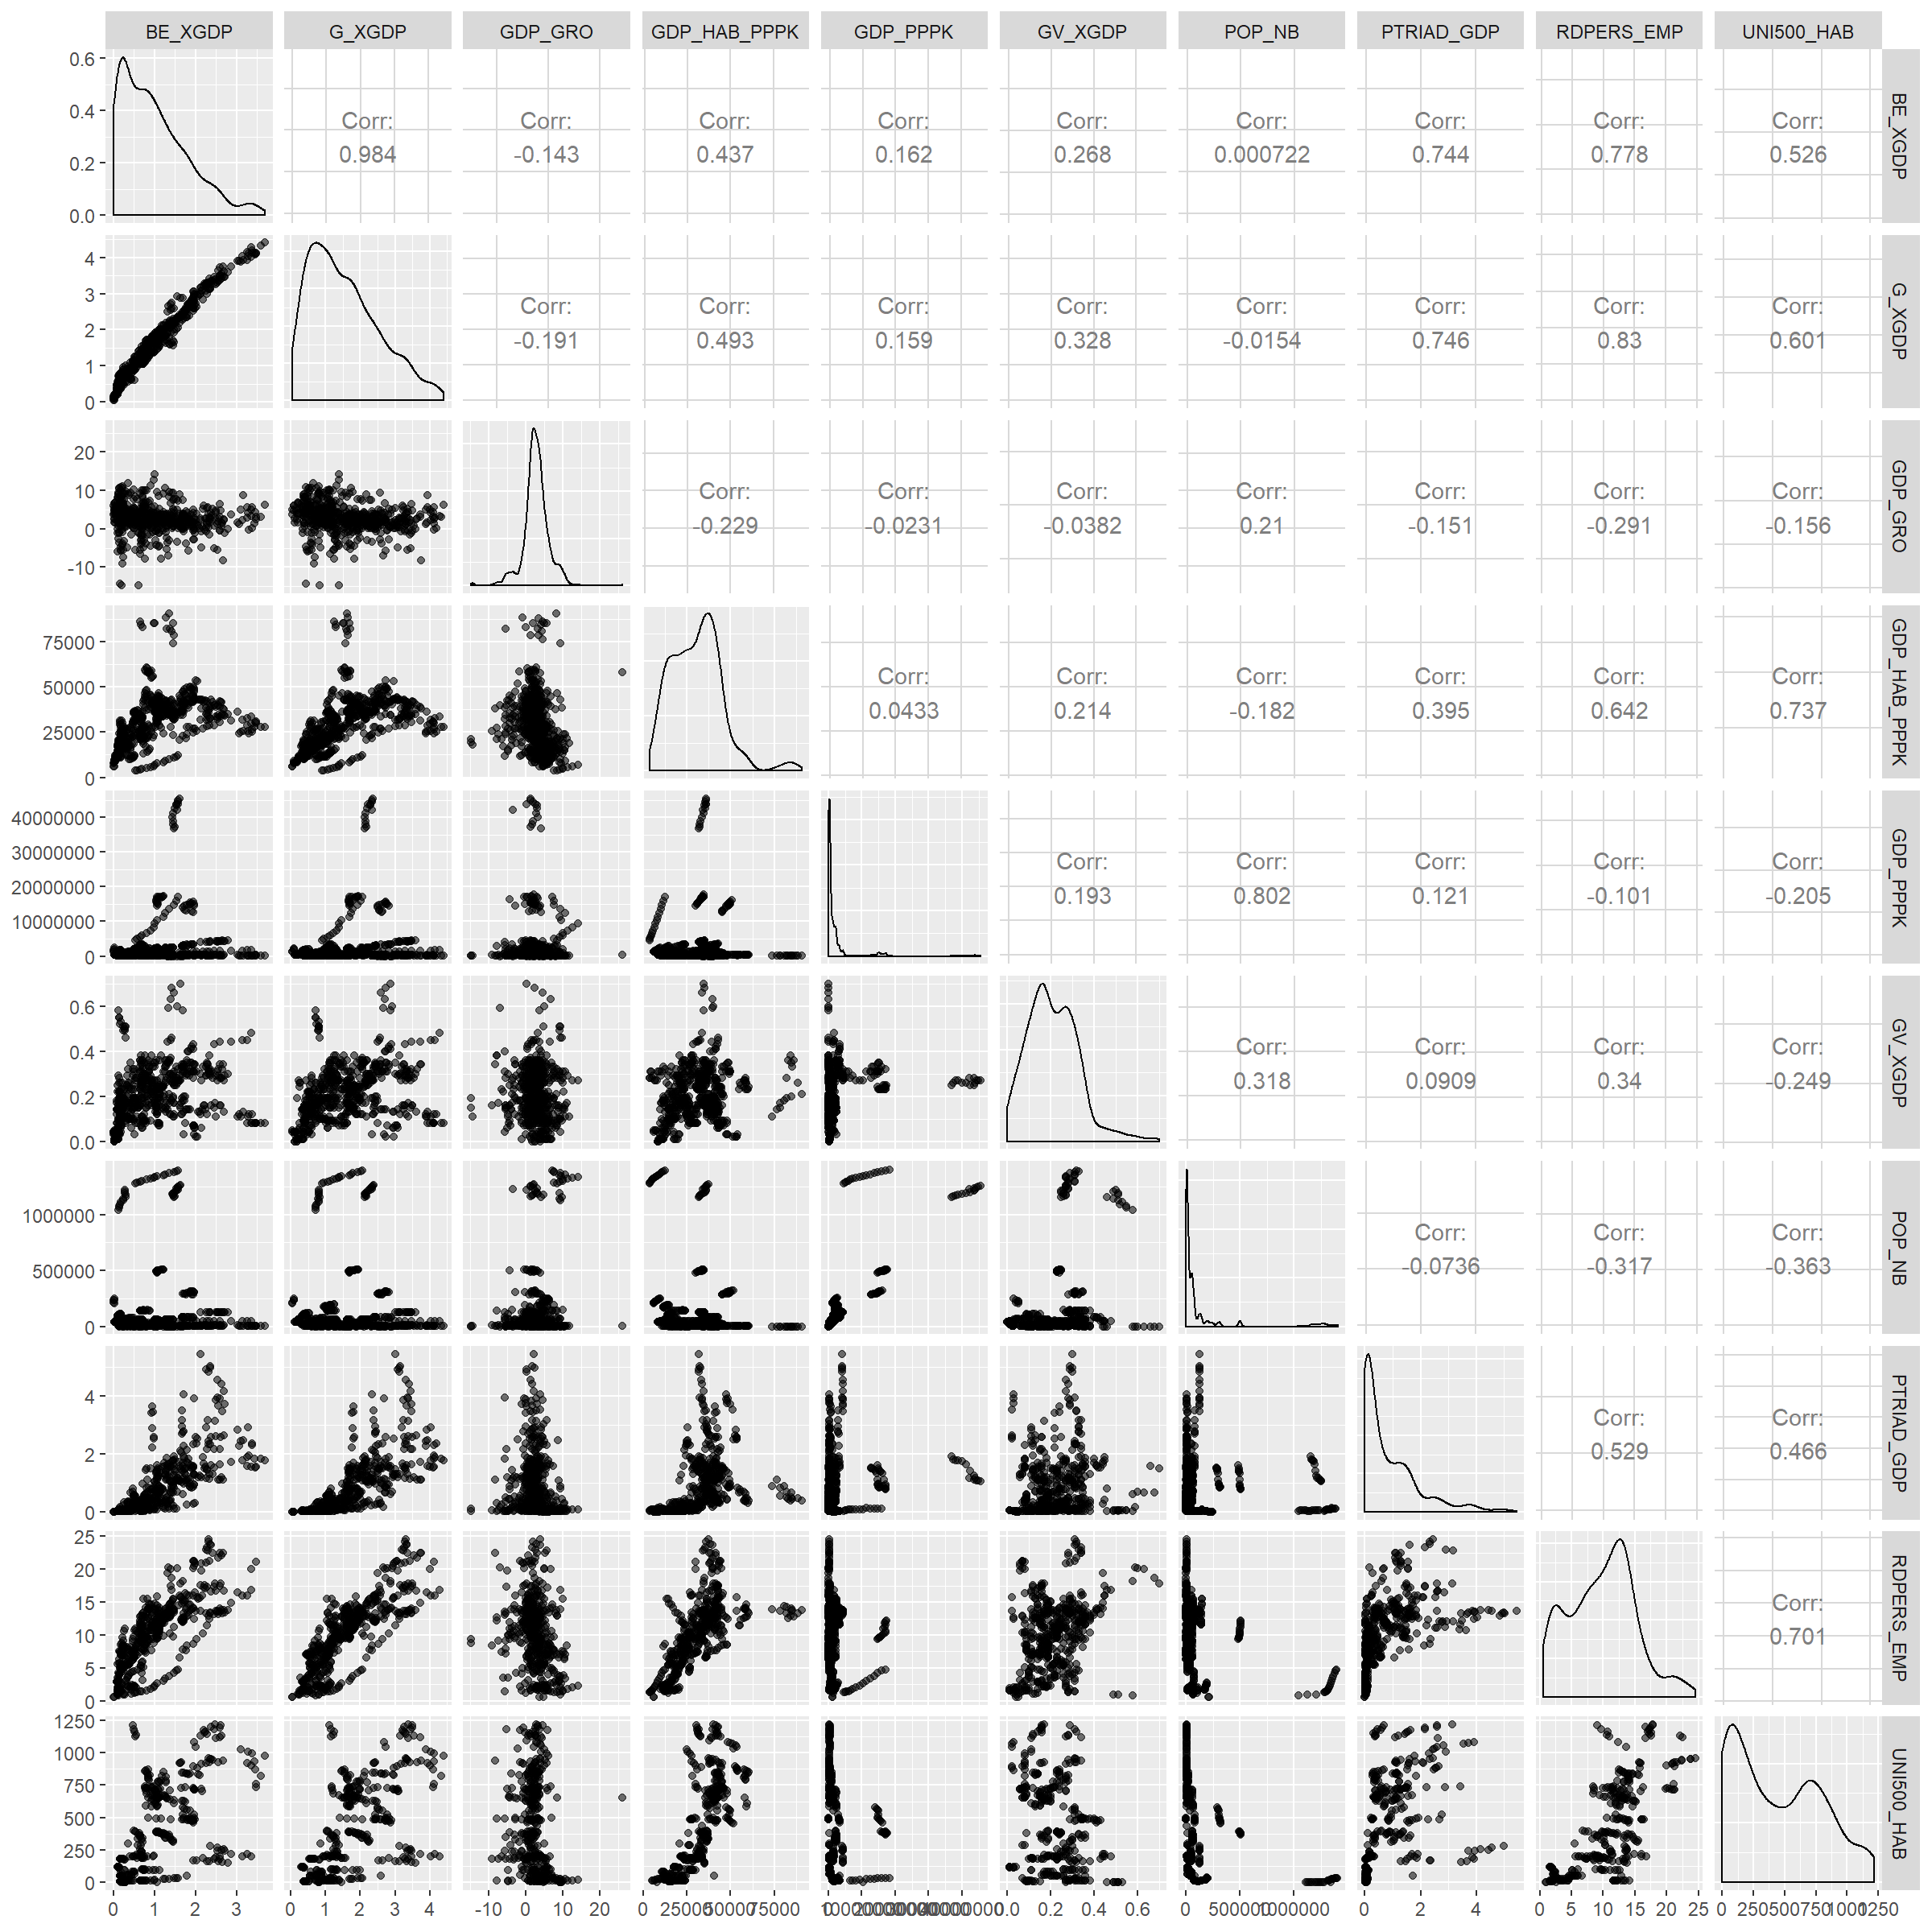 BE_XGDP G_XGDP GDP_GRO GDP_HAB_PPPK GDP_PPPK GV_XGDP POP_NB PTRIAD_GDP RDPERS_EMP UNI500_HAB
0.6
0.4
0.2
0.0
Corr: Corr: Corr: Corr: Corr: Corr: Corr: Corr: Corr:
0.984 -0.143 0.437 0.162 0.268 0.000722 0.744 0.778 0.526
BE_XGDP
4
3
2
1
0
Corr: Corr: Corr: Corr: Corr: Corr: Corr: Corr:
-0.191 0.493 0.159 0.328 -0.0154 0.746 0.83 0.601
G_XGDP
20
10
0
-10
Corr: Corr: Corr: Corr: Corr: Corr: Corr:
-0.229 -0.0231 -0.0382 0.21 -0.151 -0.291 -0.156
GDP_GRO
75000
50000
25000
0
Corr: Corr: Corr: Corr: Corr: Corr:
0.0433 0.214 -0.182 0.395 0.642 0.737
GDP_HAB_PPPK
40000000
30000000
20000000
10000000
0
Corr: Corr: Corr: Corr: Corr:
0.193 0.802 0.121 -0.101 -0.205
GDP_PPPK
0.6
0.4
0.2
0.0
Corr: Corr: Corr: Corr:
0.318 0.0909 0.34 -0.249
GV_XGDP
1000000
500000
0
Corr: Corr: Corr:
-0.0736 -0.317 -0.363
POP_NB
4
2
0
Corr: Corr:
0.529 0.466
PTRIAD_GDP
25
20
15
10
5
0
Corr:
0.701
RDPERS_EMP
1250
1000
750
500
250
0
UNI500_HAB
0 1 2 3 0 1 2 3 4 -10 0 10 20 0 25000 50000 75000 0 0.0 0.2 0.4 0.6 0 500000 1000000 0 2 4 0 5 10 15 20 25 0 250 500 750 1000 1250